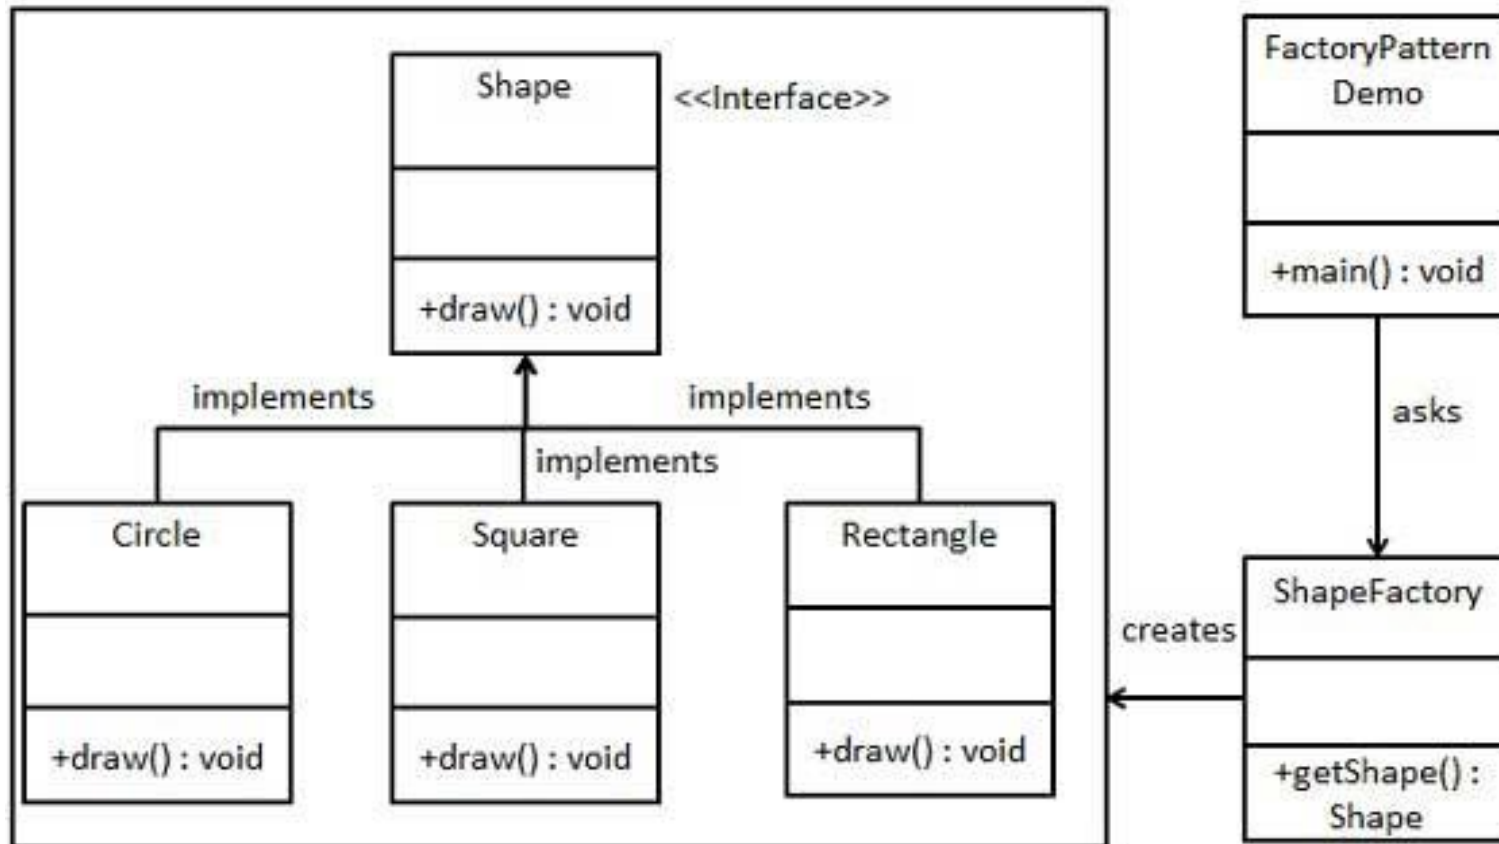 Shape
<<Interface>>
+draw() : void
implements
implements
implements
Circle
+draw() : void
Square
+draw() : void
Rectangle
+draw() : void
FactoryPattern
Demo
+main() : void
asks
ShapeFactory
+getShape() :
Shape
creates